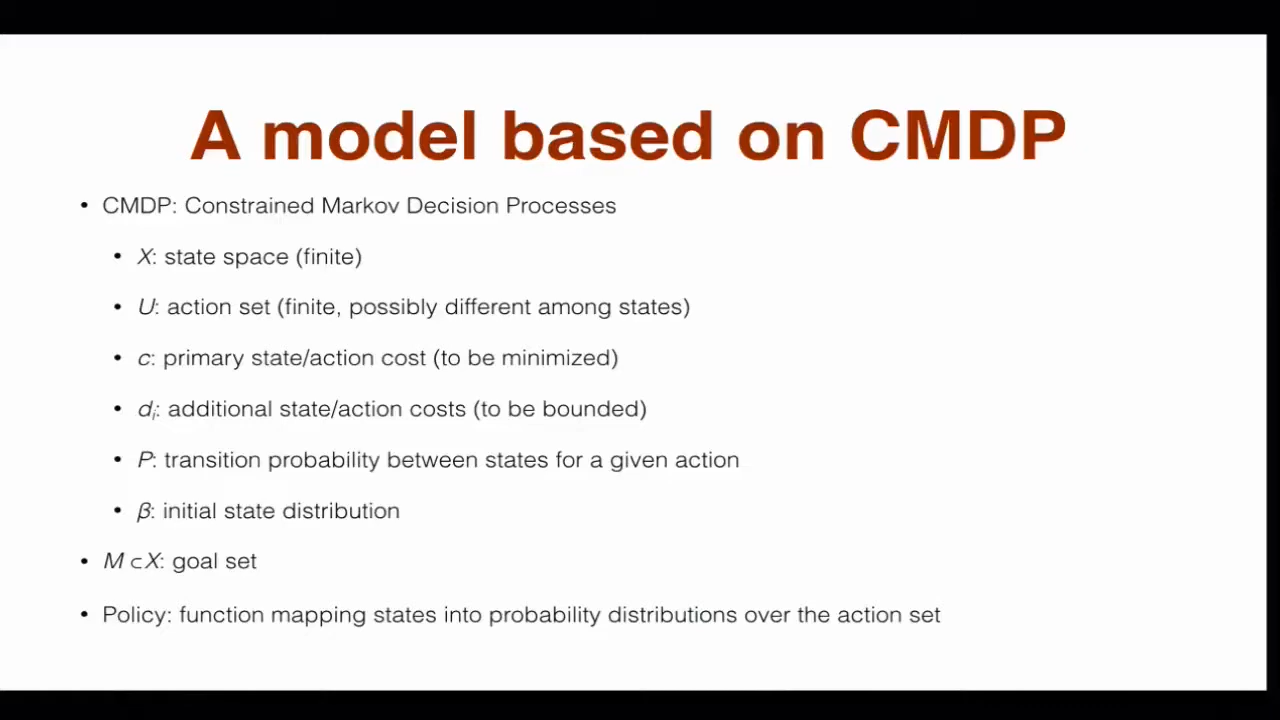 A model based on CMDP
• CMDP: Constrained Markov Decision Processes
• X: state space (finite)
• U: action set (finite, possibly different among states)
• c: primary state/action cost (to be minimized)
• dᵢ: additional state/action costs (to be bounded)
• P: transition probability between states for a given action
• β: initial state distribution
• M ⊂X: goal set
• Policy: function mapping states into probability distributions over the action set